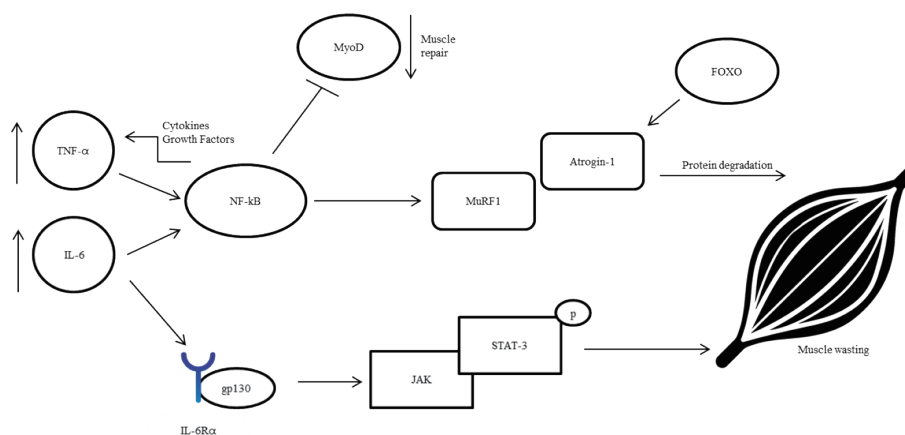 MyoD
Muscle
repair
FOXO
Cytokines
Growth Factors
TNF-α
Atrogin-1
Protein degradation
NF-kB
MuRF1
IL-6
p
STAT-3
Muscle wasting
JAK
gp130
IL-6Rα